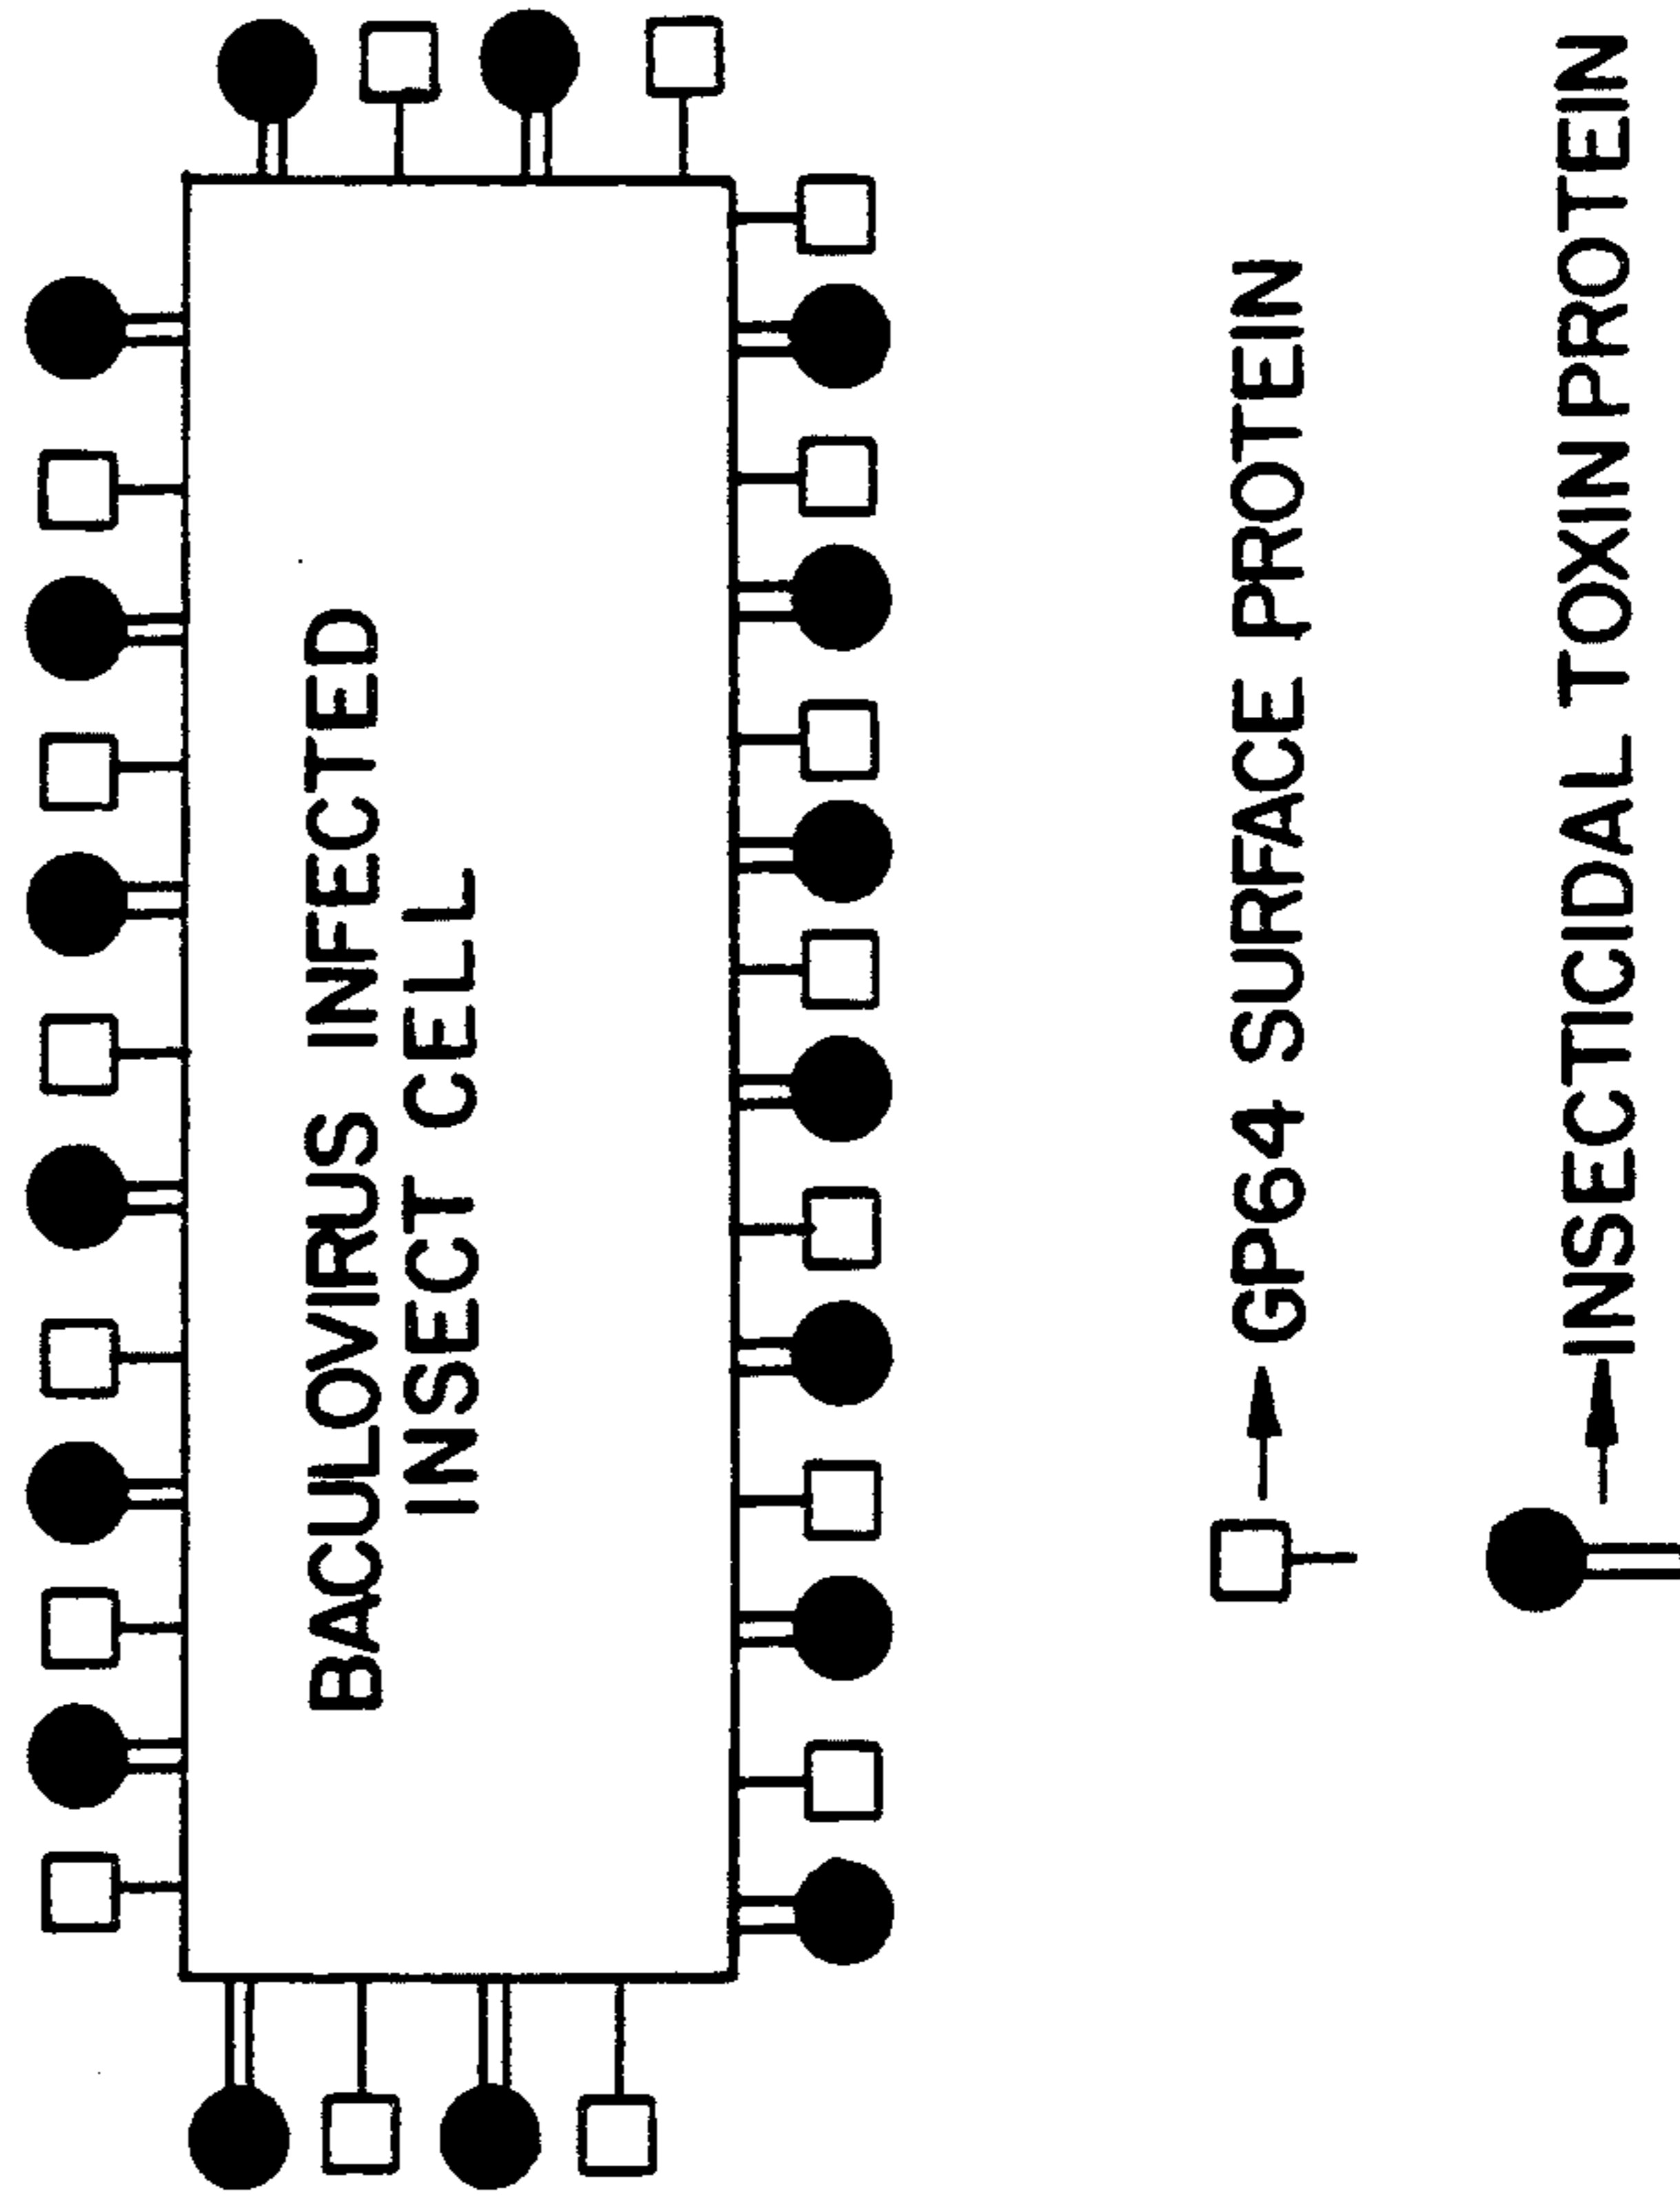 BACULOVIRUS INFECTED
INSECT CELL
GP64 SURFACE PROTEIN
INSECTICIDAL TOXIN PROTEIN